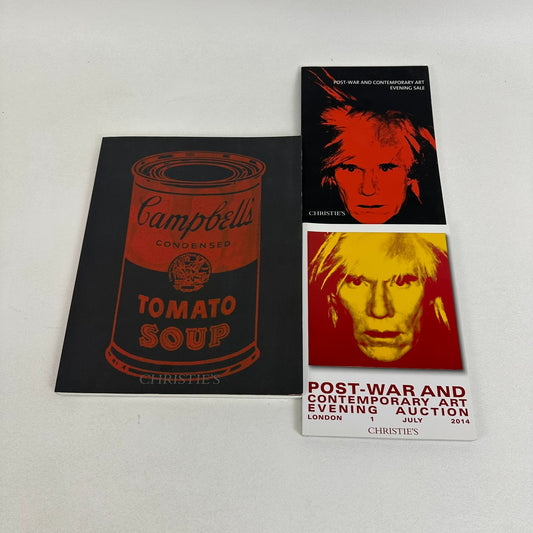 Campbell's
CONDENSED
TOMATO
SOUP
CHRISTIE'S
POST-WAR AND CONTEMPORARY ART
EVENING SALE
CHRISTIE'S
POST-WAR AND
CONTEMPORARY ART
EVENING AUCTION
LONDON 1 JULY 2014
CHRISTIE'S